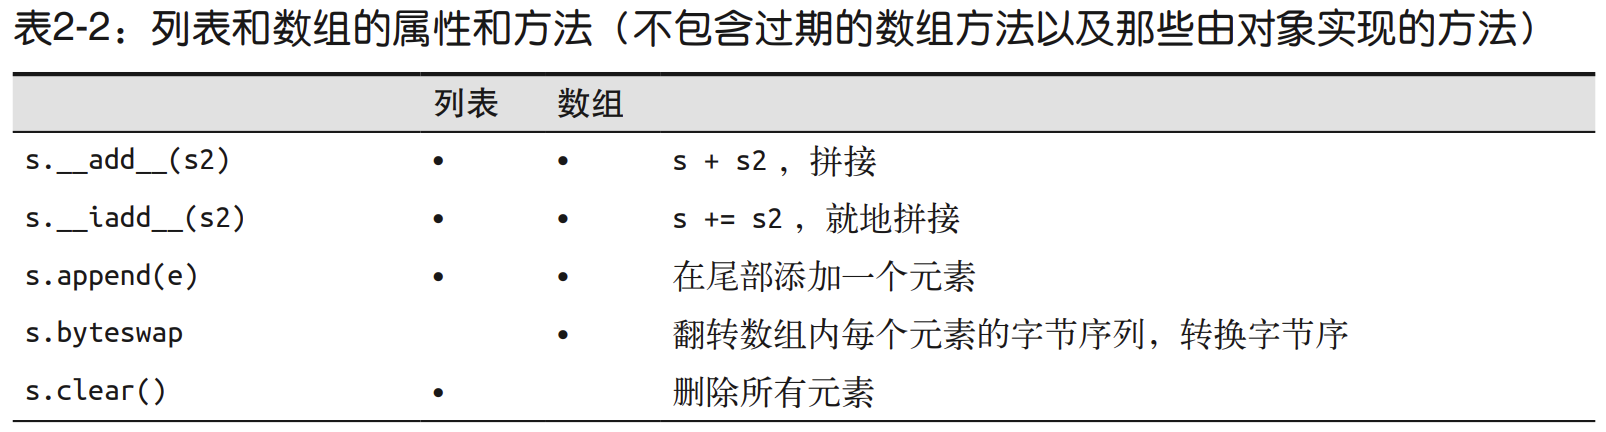 表2-2：列表和数组的属性和方法（不包含过期的数组方法以及那些由对象实现的方法）
列表 数组
s.__add__(s2) • • s + s2 ，拼接
s.__iadd__(s2) • • s += s2 ，就地拼接
s.append(e) • • 在尾部添加一个元素
s.byteswap • 翻转数组内每个元素的字节序列，转换字节序
s.clear() • 删除所有元素